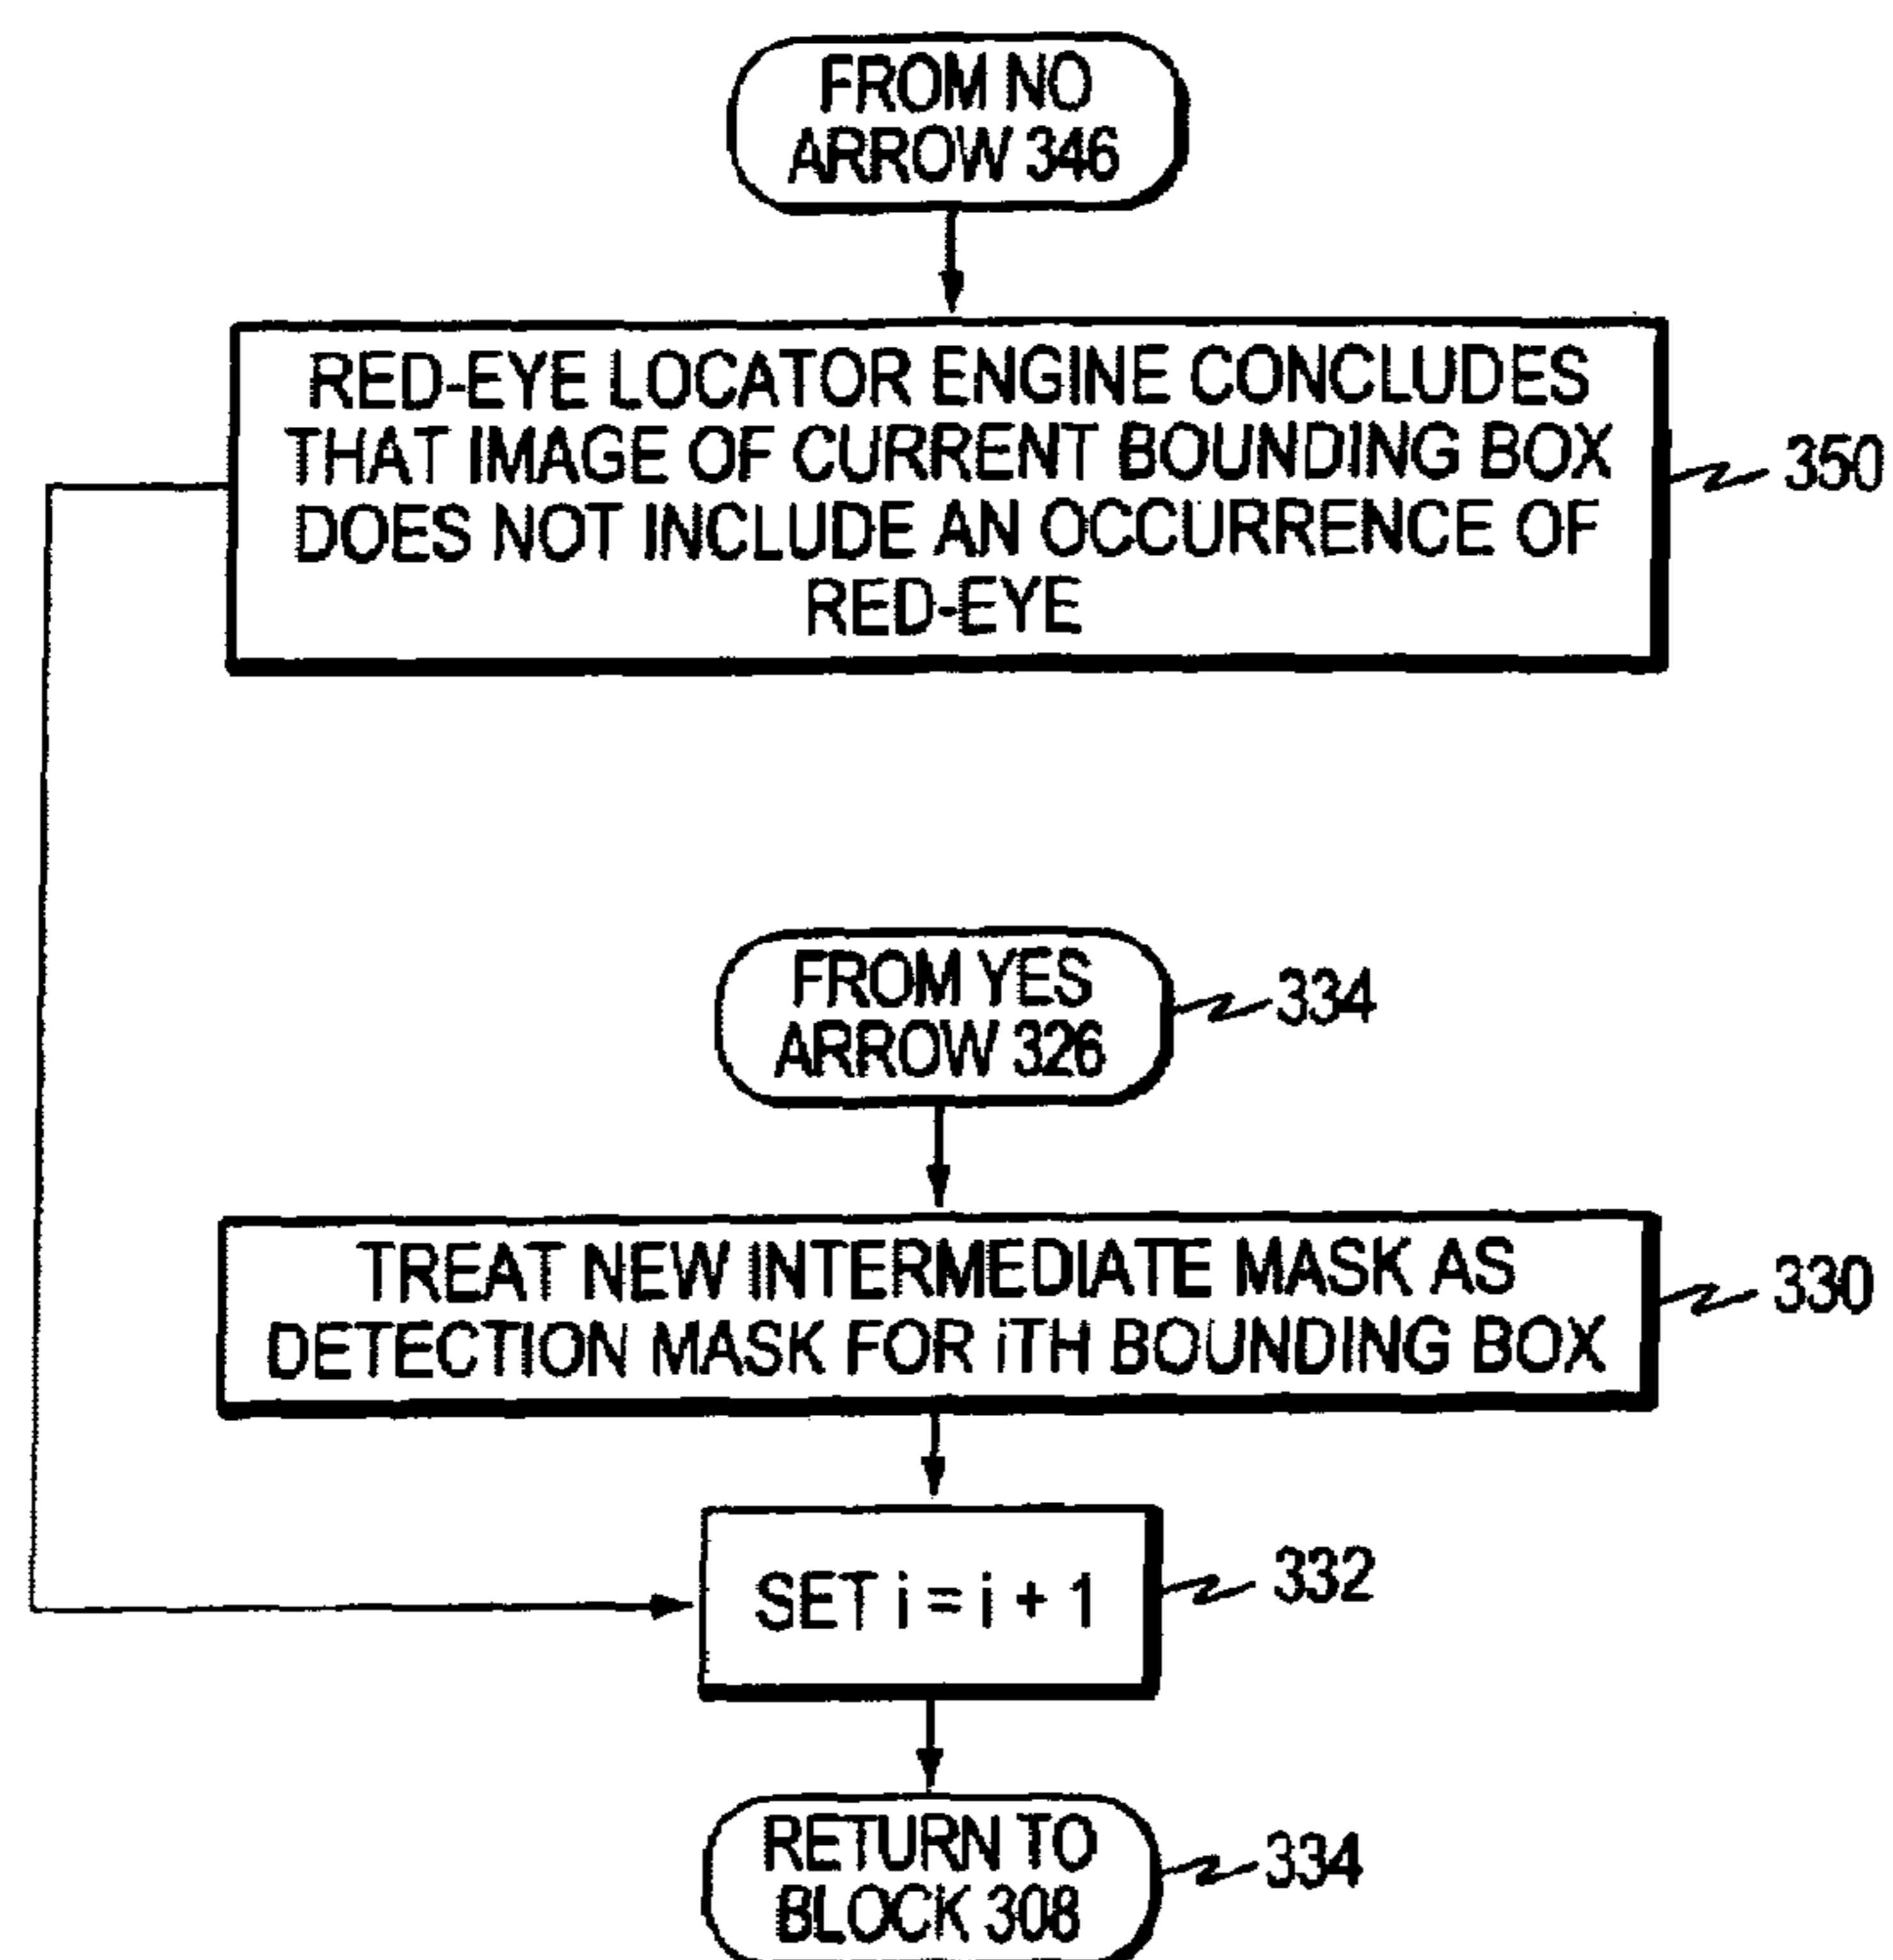 FROM NO
ARROW 346
RED-EYE LOCATOR ENGINE CONCLUDES
THAT IMAGE OF CURRENT BOUNDING BOX
DOES NOT INCLUDE AN OCCURRENCE OF
RED-EYE
350
FROM YES
ARROW 326
334
TREAT NEW INTERMEDIATE MASK AS
DETECTION MASK FOR iTH BOUNDING BOX
330
SET i = i + 1
332
RETURN TO
BLOCK 308
334